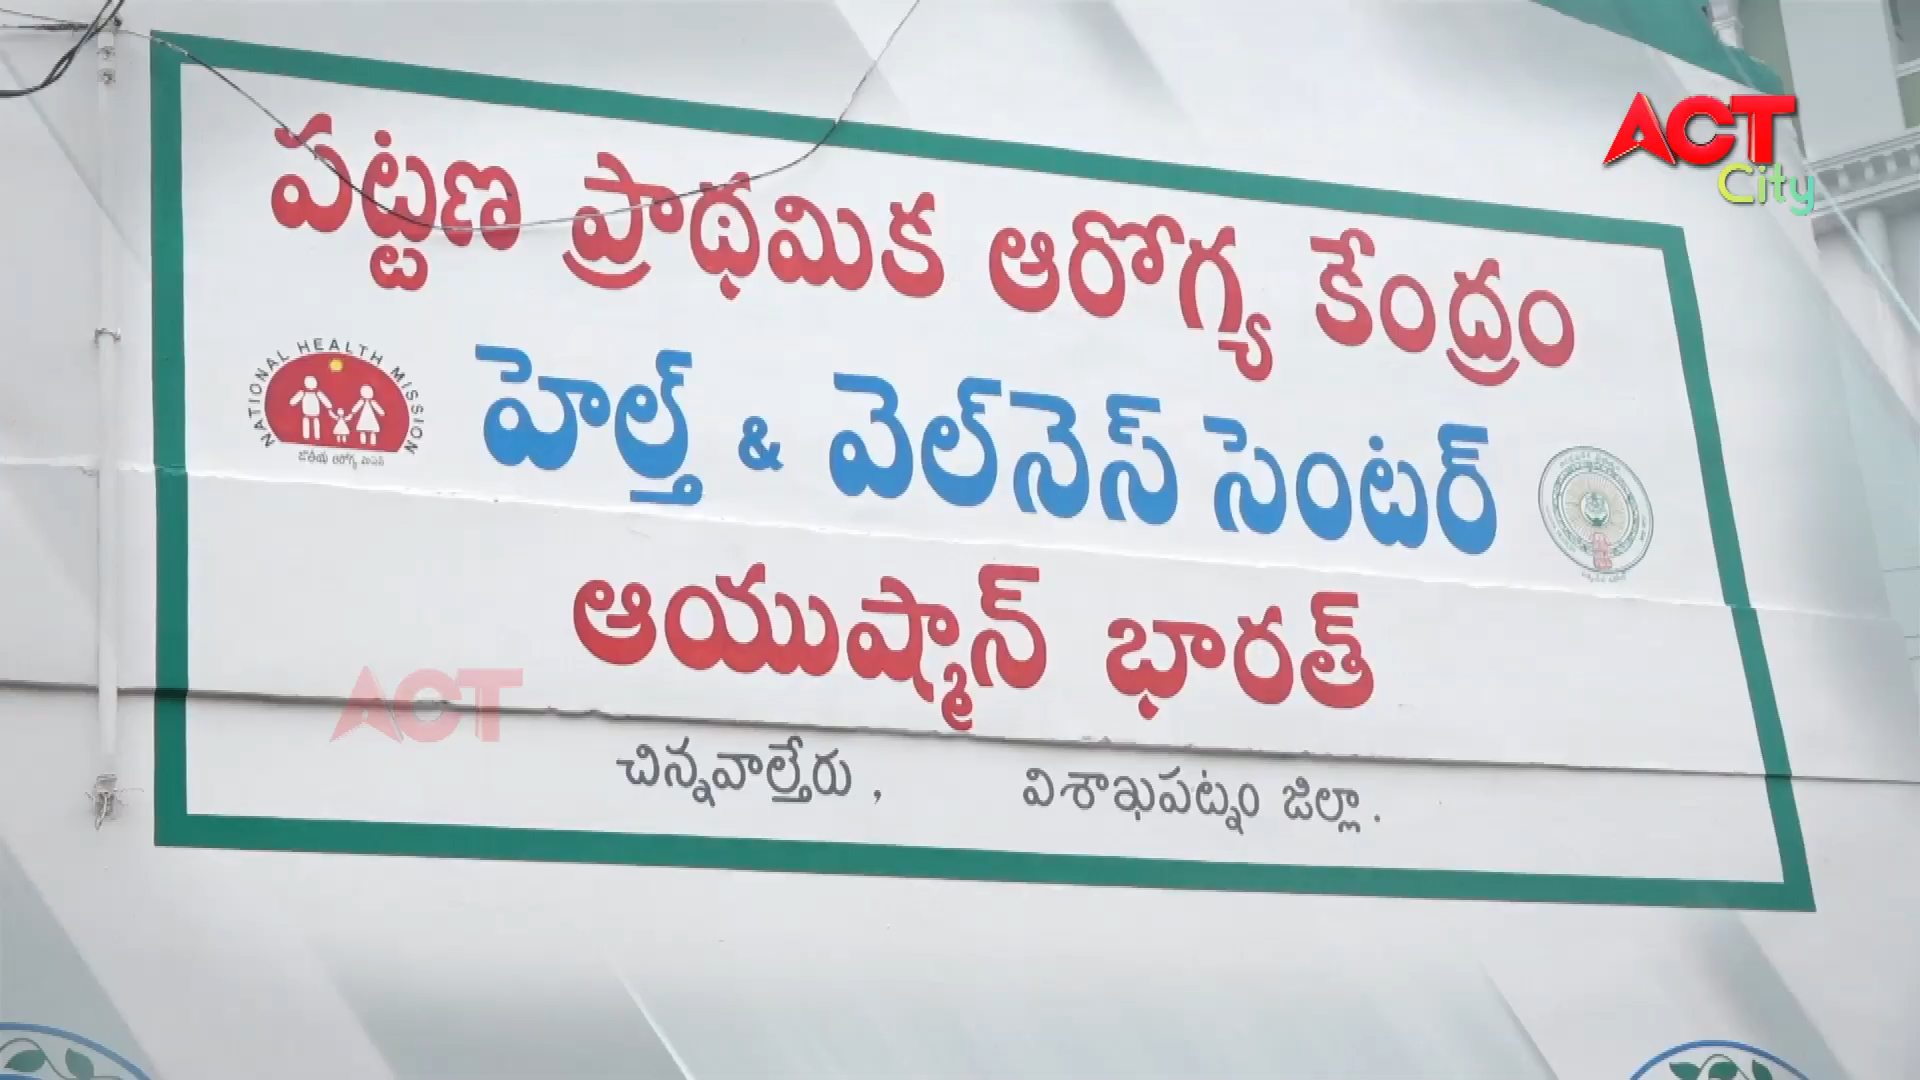 ACT
City
పట్టణ ప్రాథమిక ఆరోగ్య కేంద్రం
NATIONAL HEALTH MISSION
హెల్త్ & వెల్‌నెస్ సెంటర్
ఆయుష్మాన్ భారత్
ACT
చిన్నవాల్తేరు, విశాఖపట్నం జిల్లా.